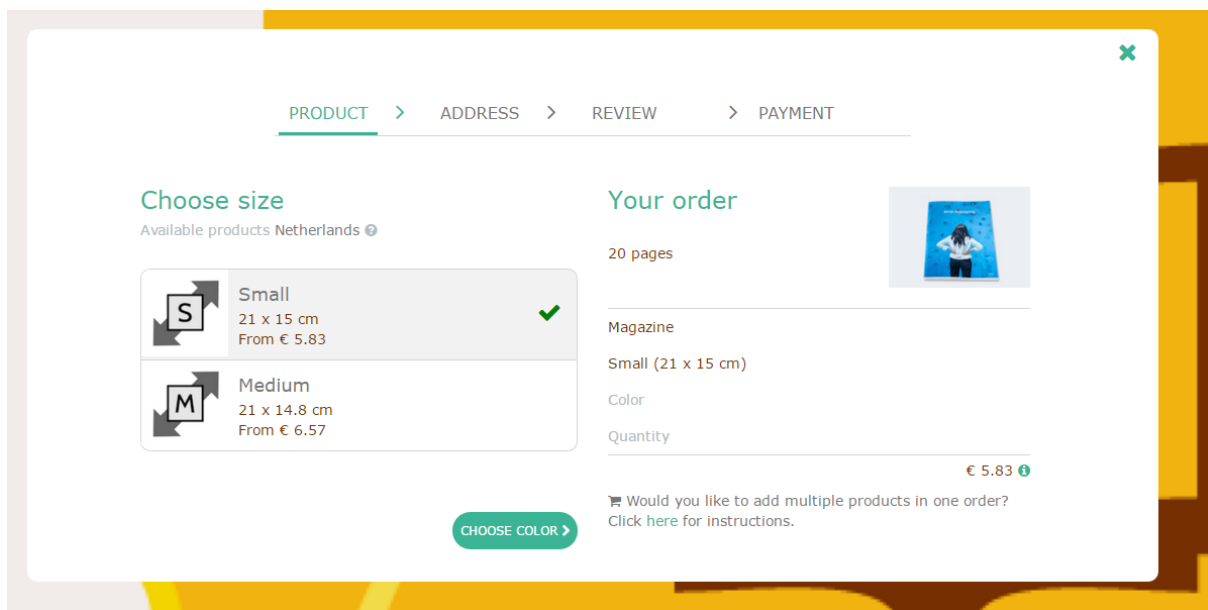 PRODUCT > ADDRESS > REVIEW > PAYMENT
Choose size
Available products Netherlands
S
Small
21 x 15 cm
From € 5.83
M
Medium
21 x 14.8 cm
From € 6.57
CHOOSE COLOR >
Your order
20 pages
Magazine
Small (21 x 15 cm)
Color
Quantity
€ 5.83
Would you like to add multiple products in one order?
Click here for instructions.